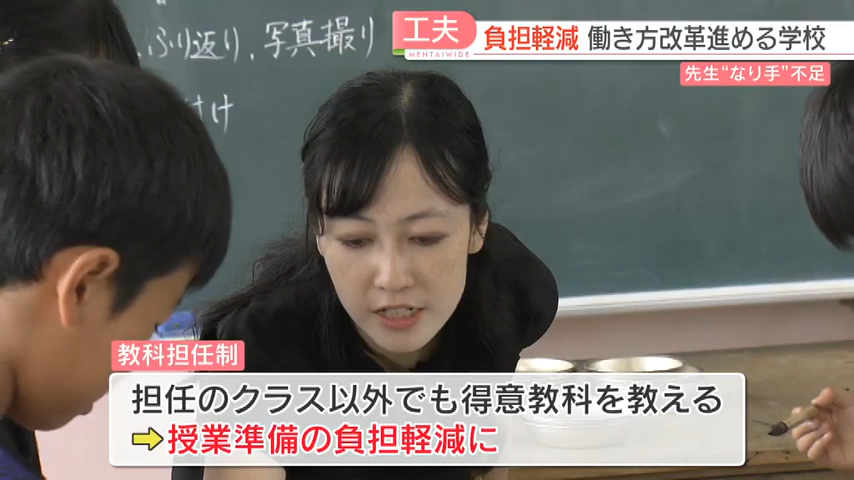 ふり返り、写真撮り
付け
工夫
MENTAIWIDE
負担軽減 働き方改革進める学校
先生“なり手”不足
教科担任制
担任のクラス以外でも得意教科を教える
⇨授業準備の負担軽減に